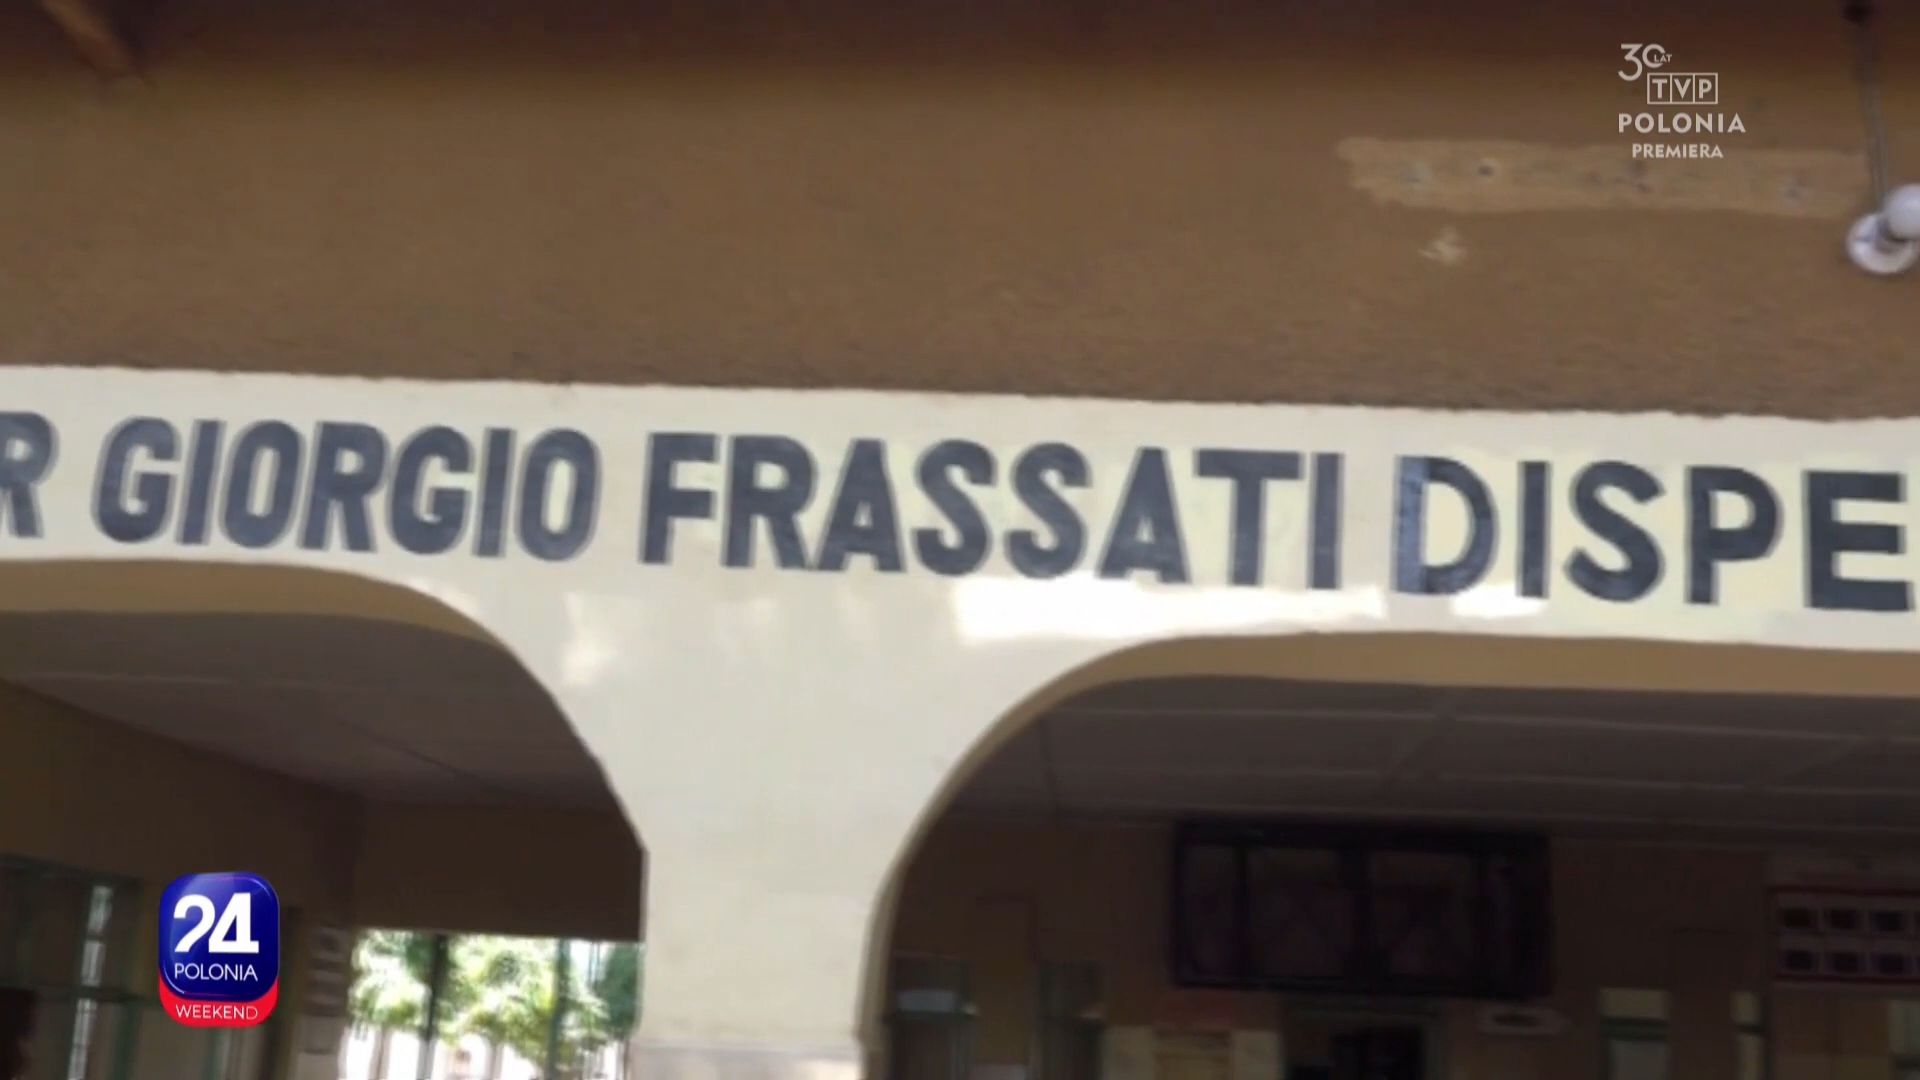 30 LAT
TVP
POLONIA
PREMIERA
R GIORGIO FRASSATI DISPE
24
POLONIA
WEEKEND